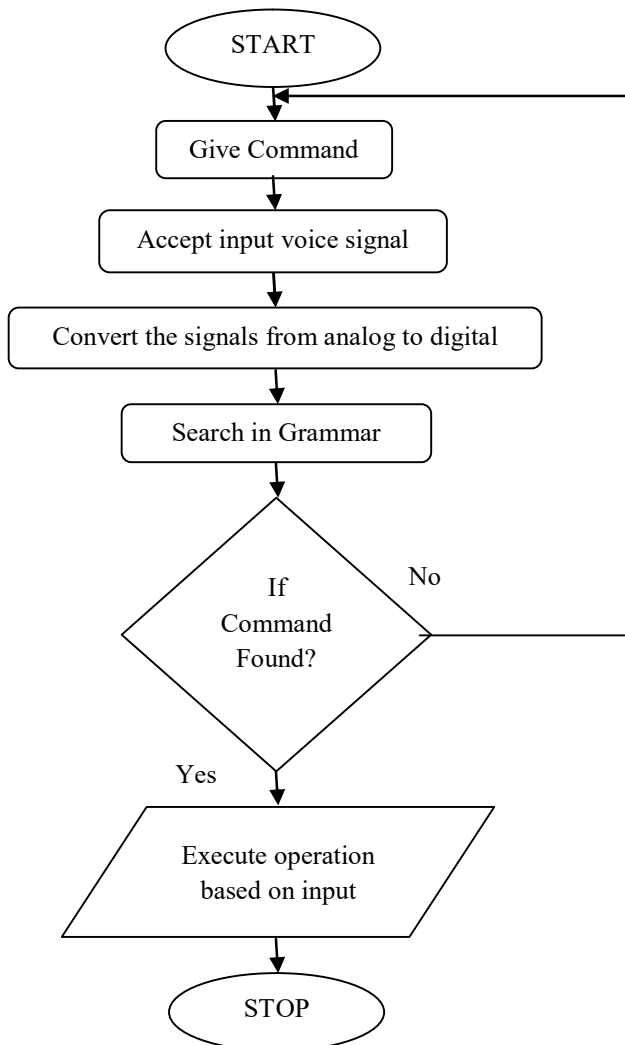 START
Give Command
Accept input voice signal
Convert the signals from analog to digital
Search in Grammar
If
Command
Found?
No
Yes
Execute operation
based on input
STOP